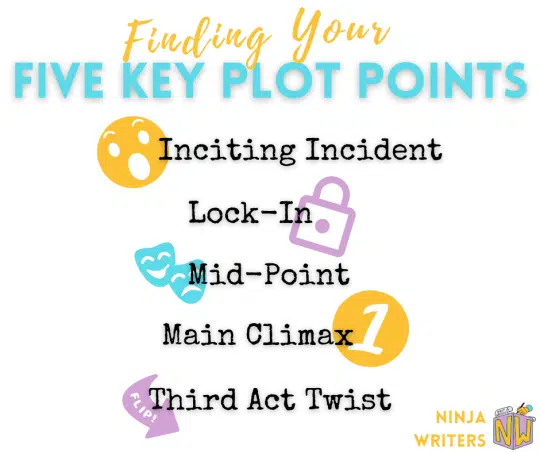 Finding Your
FIVE KEY PLOT POINTS
Inciting Incident
Lock-In
Mid-Point
Main Climax
1
FLIP!
Third Act Twist
NINJA
WRITERS
NW